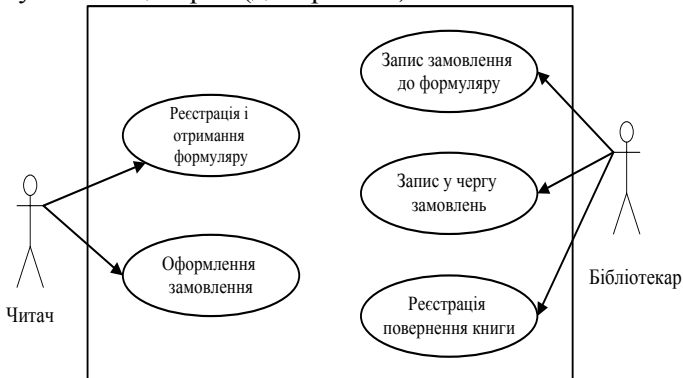 Запис замовлення
до формуляру
Реєстрація і
отримання
формуляру
Запис у чергу
замовлень
Оформлення
замовлення
Бібліотекар
Читач
Реєстрація
повернення книги